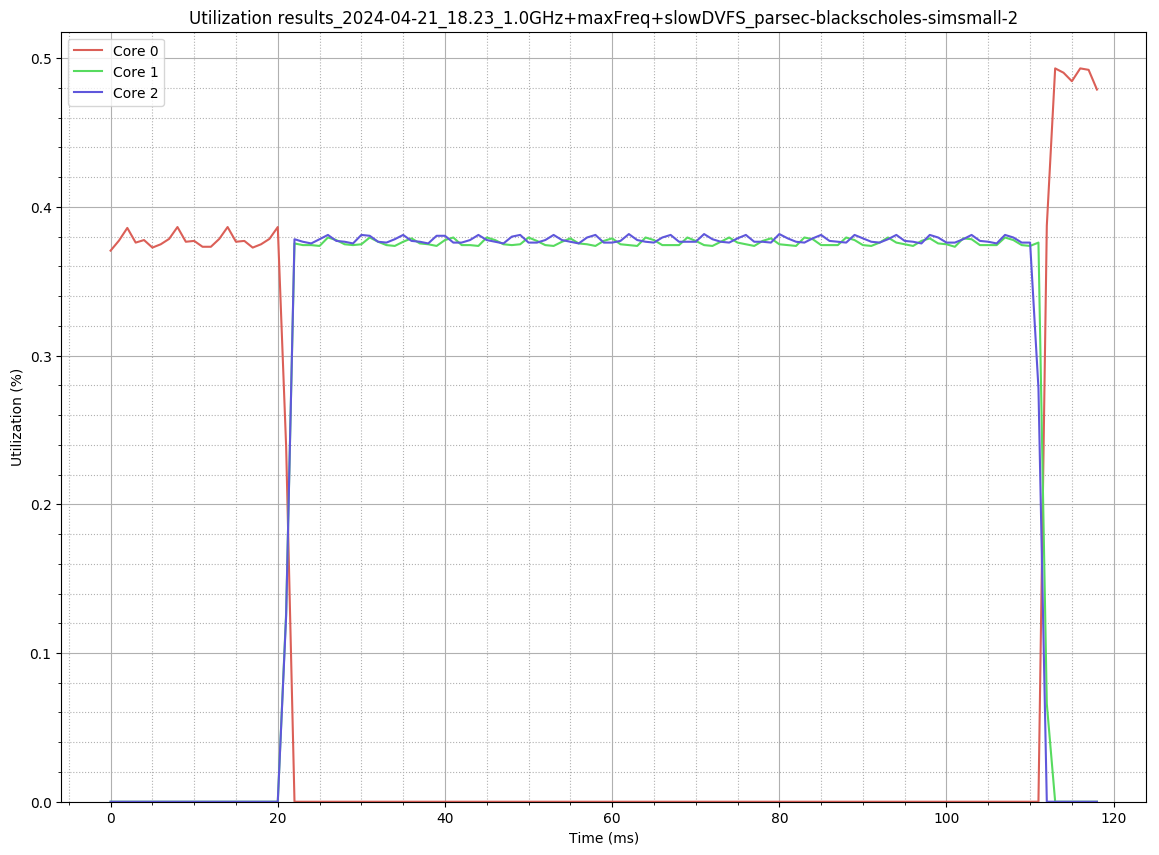 Utilization results_2024-04-21_18.23_1.0GHz+maxFreq+slowDVFS_parsec-blackscholes-simsmall-2
Core 0
Core 1
Core 2
0.5
0.4
0.3
0.2
0.1
0.0
Utilization (%)
0 20 40 60 80 100 120
Time (ms)